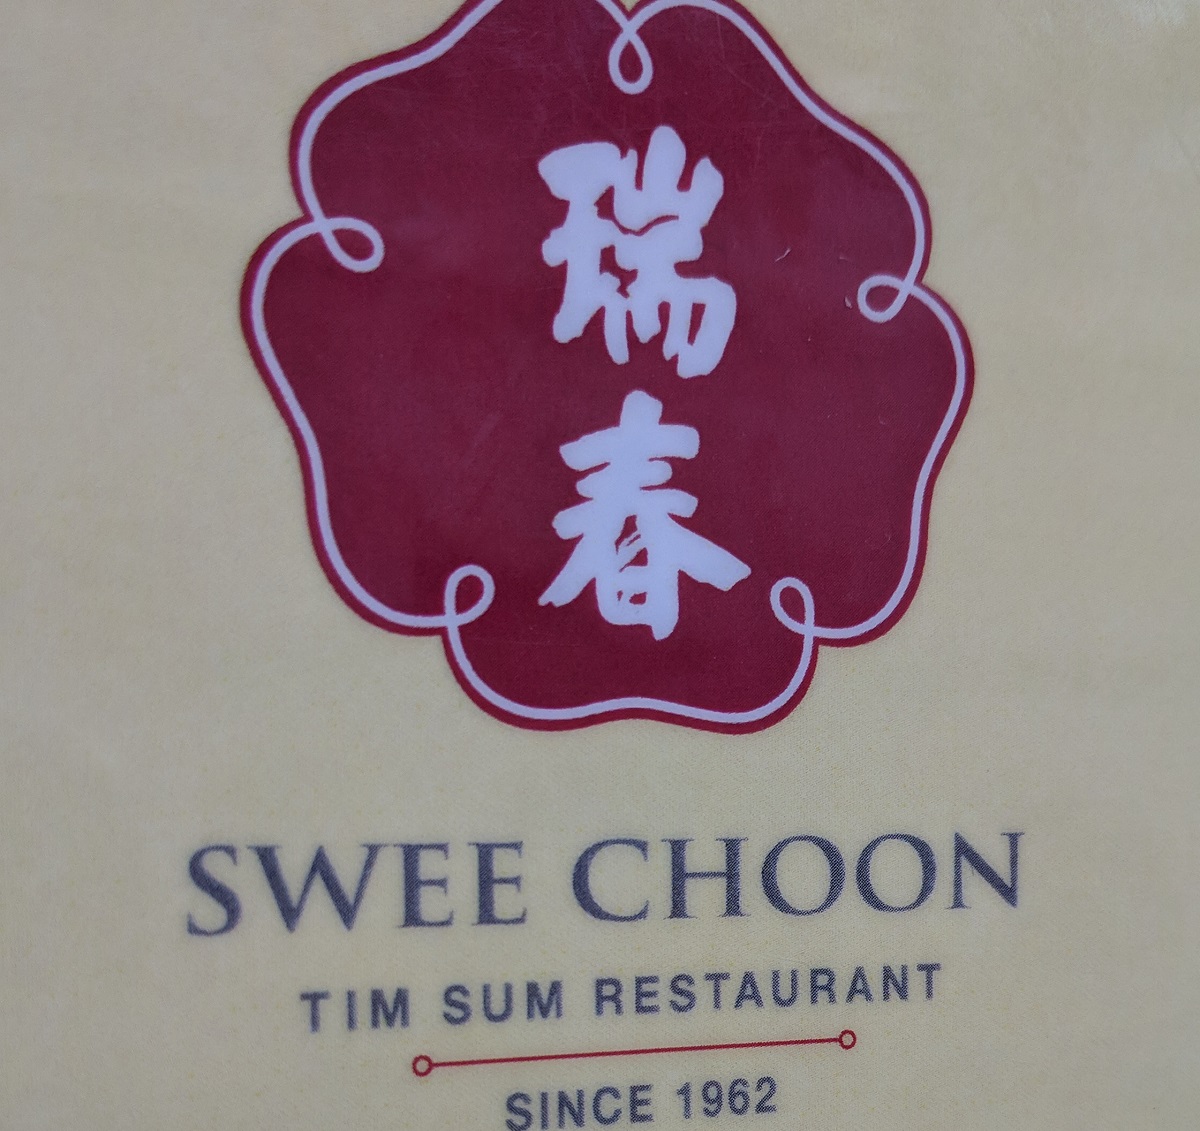 瑞
春
SWEE CHOON
TIM SUM RESTAURANT
SINCE 1962